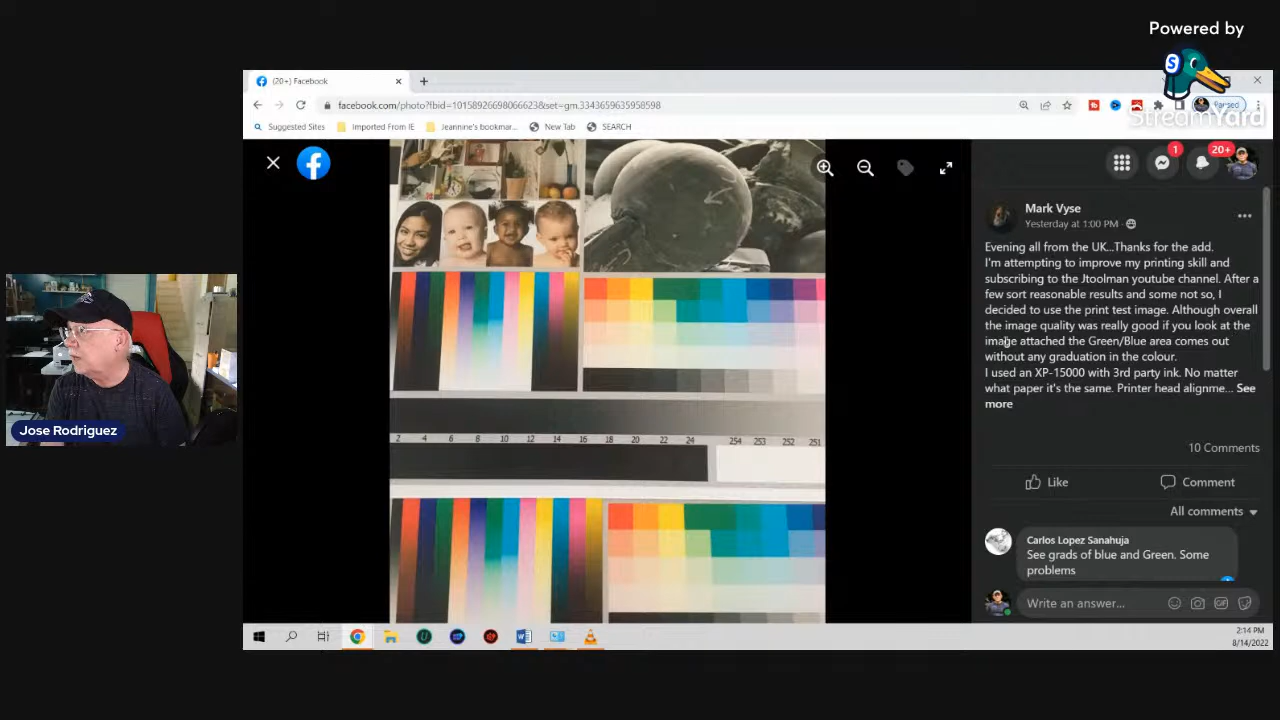 Powered by
StreamYard
(20+) Facebook
facebook.com/photo?fbid=10158926698066623&set=gm.3343659635958598
Paused
Suggested Sites
Imported From IE
Jeannine's bookmar...
New Tab
SEARCH
1
20+
Mark Vyse
Yesterday at 1:00 PM ·
Evening all from the UK...Thanks for the add.
I'm attempting to improve my printing skill and
subscribing to the Jtoolman youtube channel. After a
few sort reasonable results and some not so, I
decided to use the print test image. Although overall
the image quality was really good if you look at the
image attached the Green/Blue area comes out
without any graduation in the colour.
I used an XP-15000 with 3rd party ink. No matter
what paper it's the same. Printer head alignme... See
more
10 Comments
Like
Comment
All comments
Carlos Lopez Sanahuja
See grads of blue and Green. Some
problems
Write an answer...
2 4 6 8 10 12 14 16 18 20 22 24 254 253 252 251
Jose Rodriguez
2:14 PM
8/14/2022